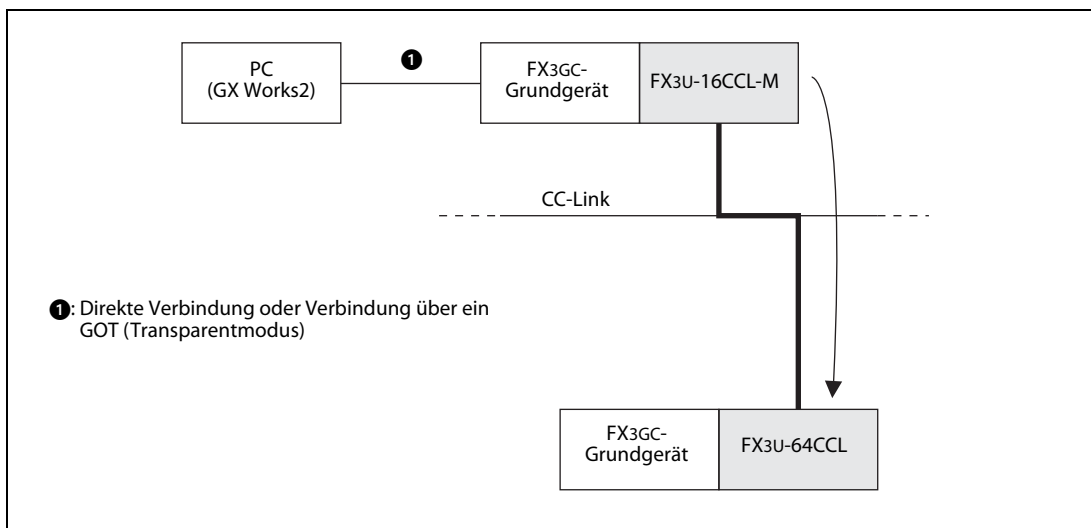 PC
(GX Works2)
❶
FX3GC-
Grundgerät
FX3U-16CCL-M
CC-Link
❶: Direkte Verbindung oder Verbindung über ein
GOT (Transparentmodus)
FX3GC-
Grundgerät
FX3U-64CCL